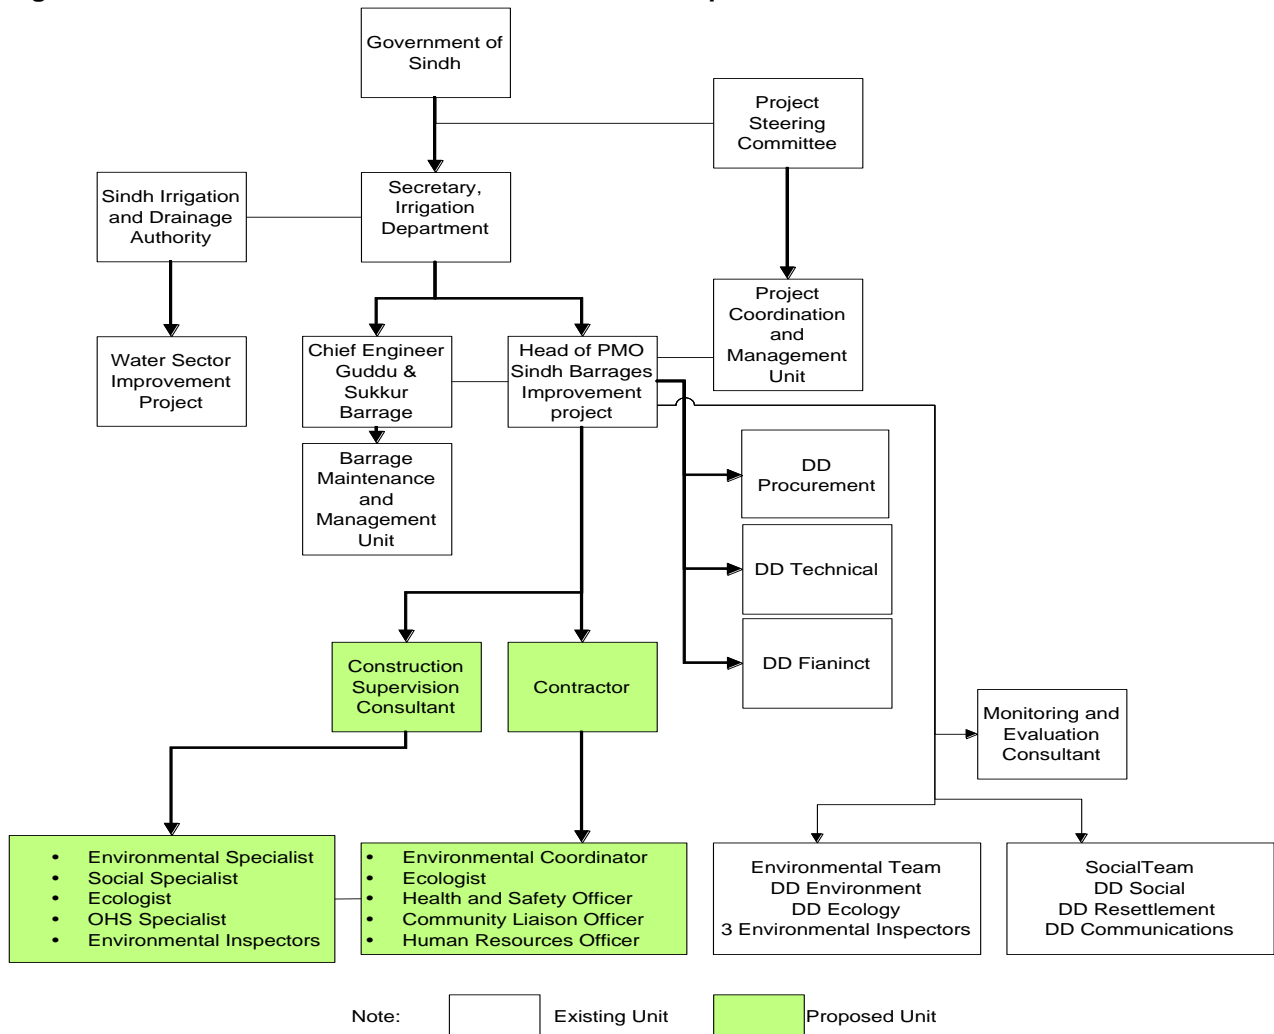 Government of
Sindh
Project
Steering
Committee
Sindh Irrigation
and Drainage
Authority
Secretary,
Irrigation
Department
Project
Coordination
and
Management
Unit
Water Sector
Improvement
Project
Chief Engineer
Guddu &
Sukkur
Barrage
Head of PMO
Sindh Barrages
Improvement
project
Barrage
Maintenance
and
Management
Unit
DD
Procurement
DD Technical
DD Fianinct
Construction
Supervision
Consultant
Contractor
Monitoring and
Evaluation
Consultant
• Environmental Specialist
• Social Specialist
• Ecologist
• OHS Specialist
• Environmental Inspectors
• Environmental Coordinator
• Ecologist
• Health and Safety Officer
• Community Liaison Officer
• Human Resources Officer
Environmental Team
DD Environment
DD Ecology
3 Environmental Inspectors
SocialTeam
DD Social
DD Resettlement
DD Communications
Note:
Existing Unit
Proposed Unit